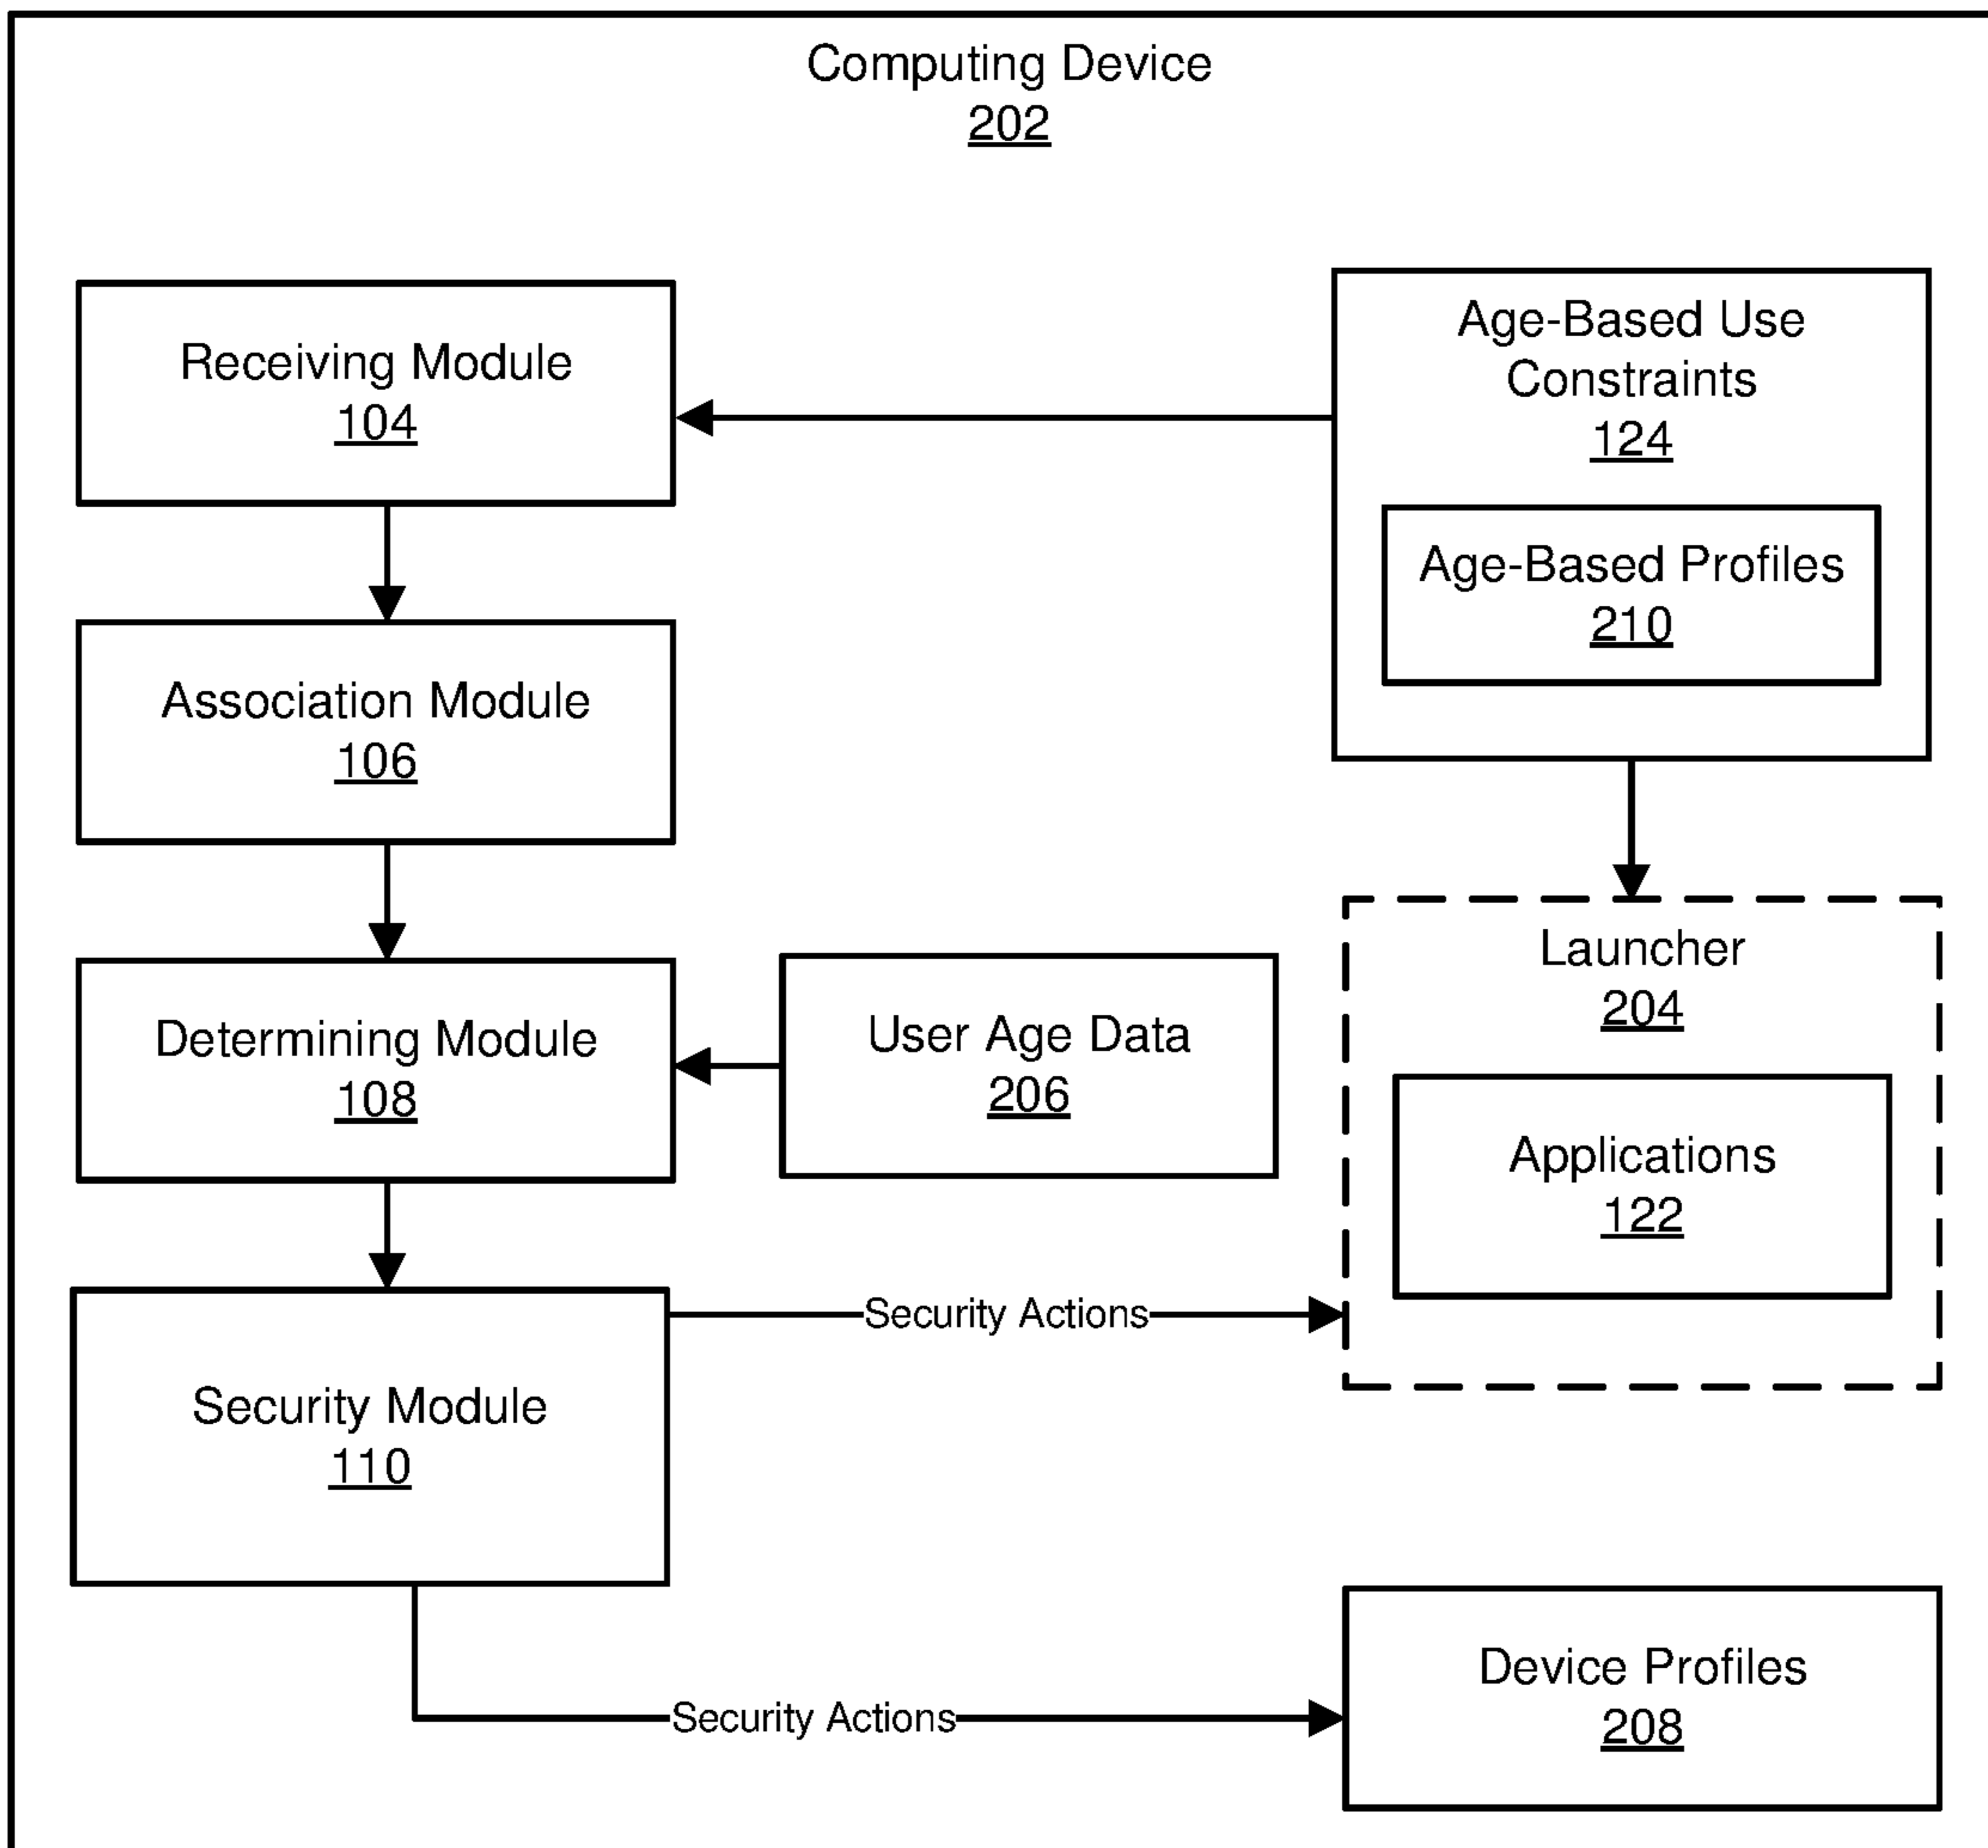 Computing Device
202
Receiving Module
104
Age-Based Use
Constraints
124
Age-Based Profiles
210
Association Module
106
Determining Module
108
User Age Data
206
Launcher
204
Applications
122
Security Module
110
Security Actions
Security Actions
Device Profiles
208